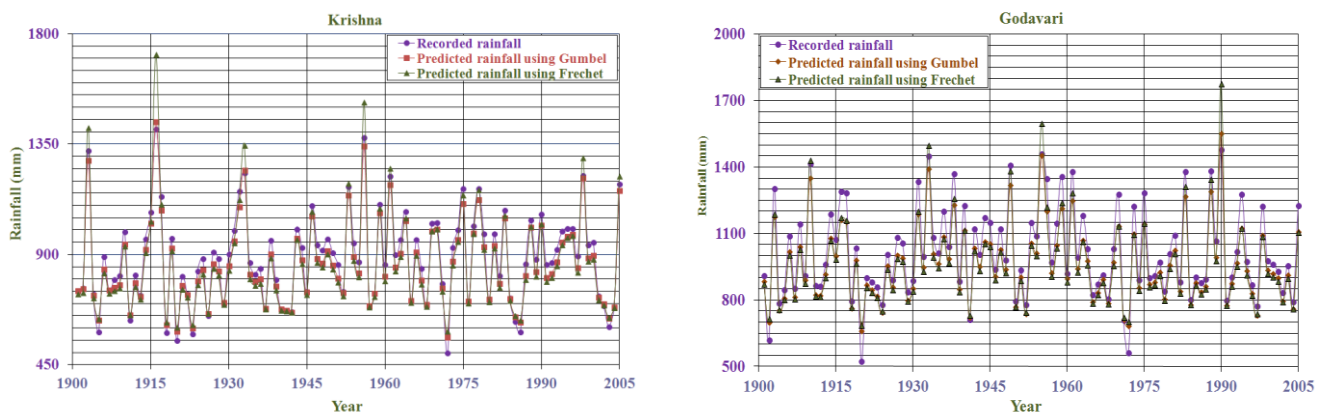 Krishna
Rainfall (mm)
1800
1350
900
450
Recorded rainfall
Predicted rainfall using Gumbel
Predicted rainfall using Frechet
1900 1915 1930 1945 1960 1975 1990 2005
Year
Godavari
Rainfall (mm)
2000
1700
1400
1100
800
500
Recorded rainfall
Predicted rainfall using Gumbel
Predicted rainfall using Frechet
1900 1915 1930 1945 1960 1975 1990 2005
Year